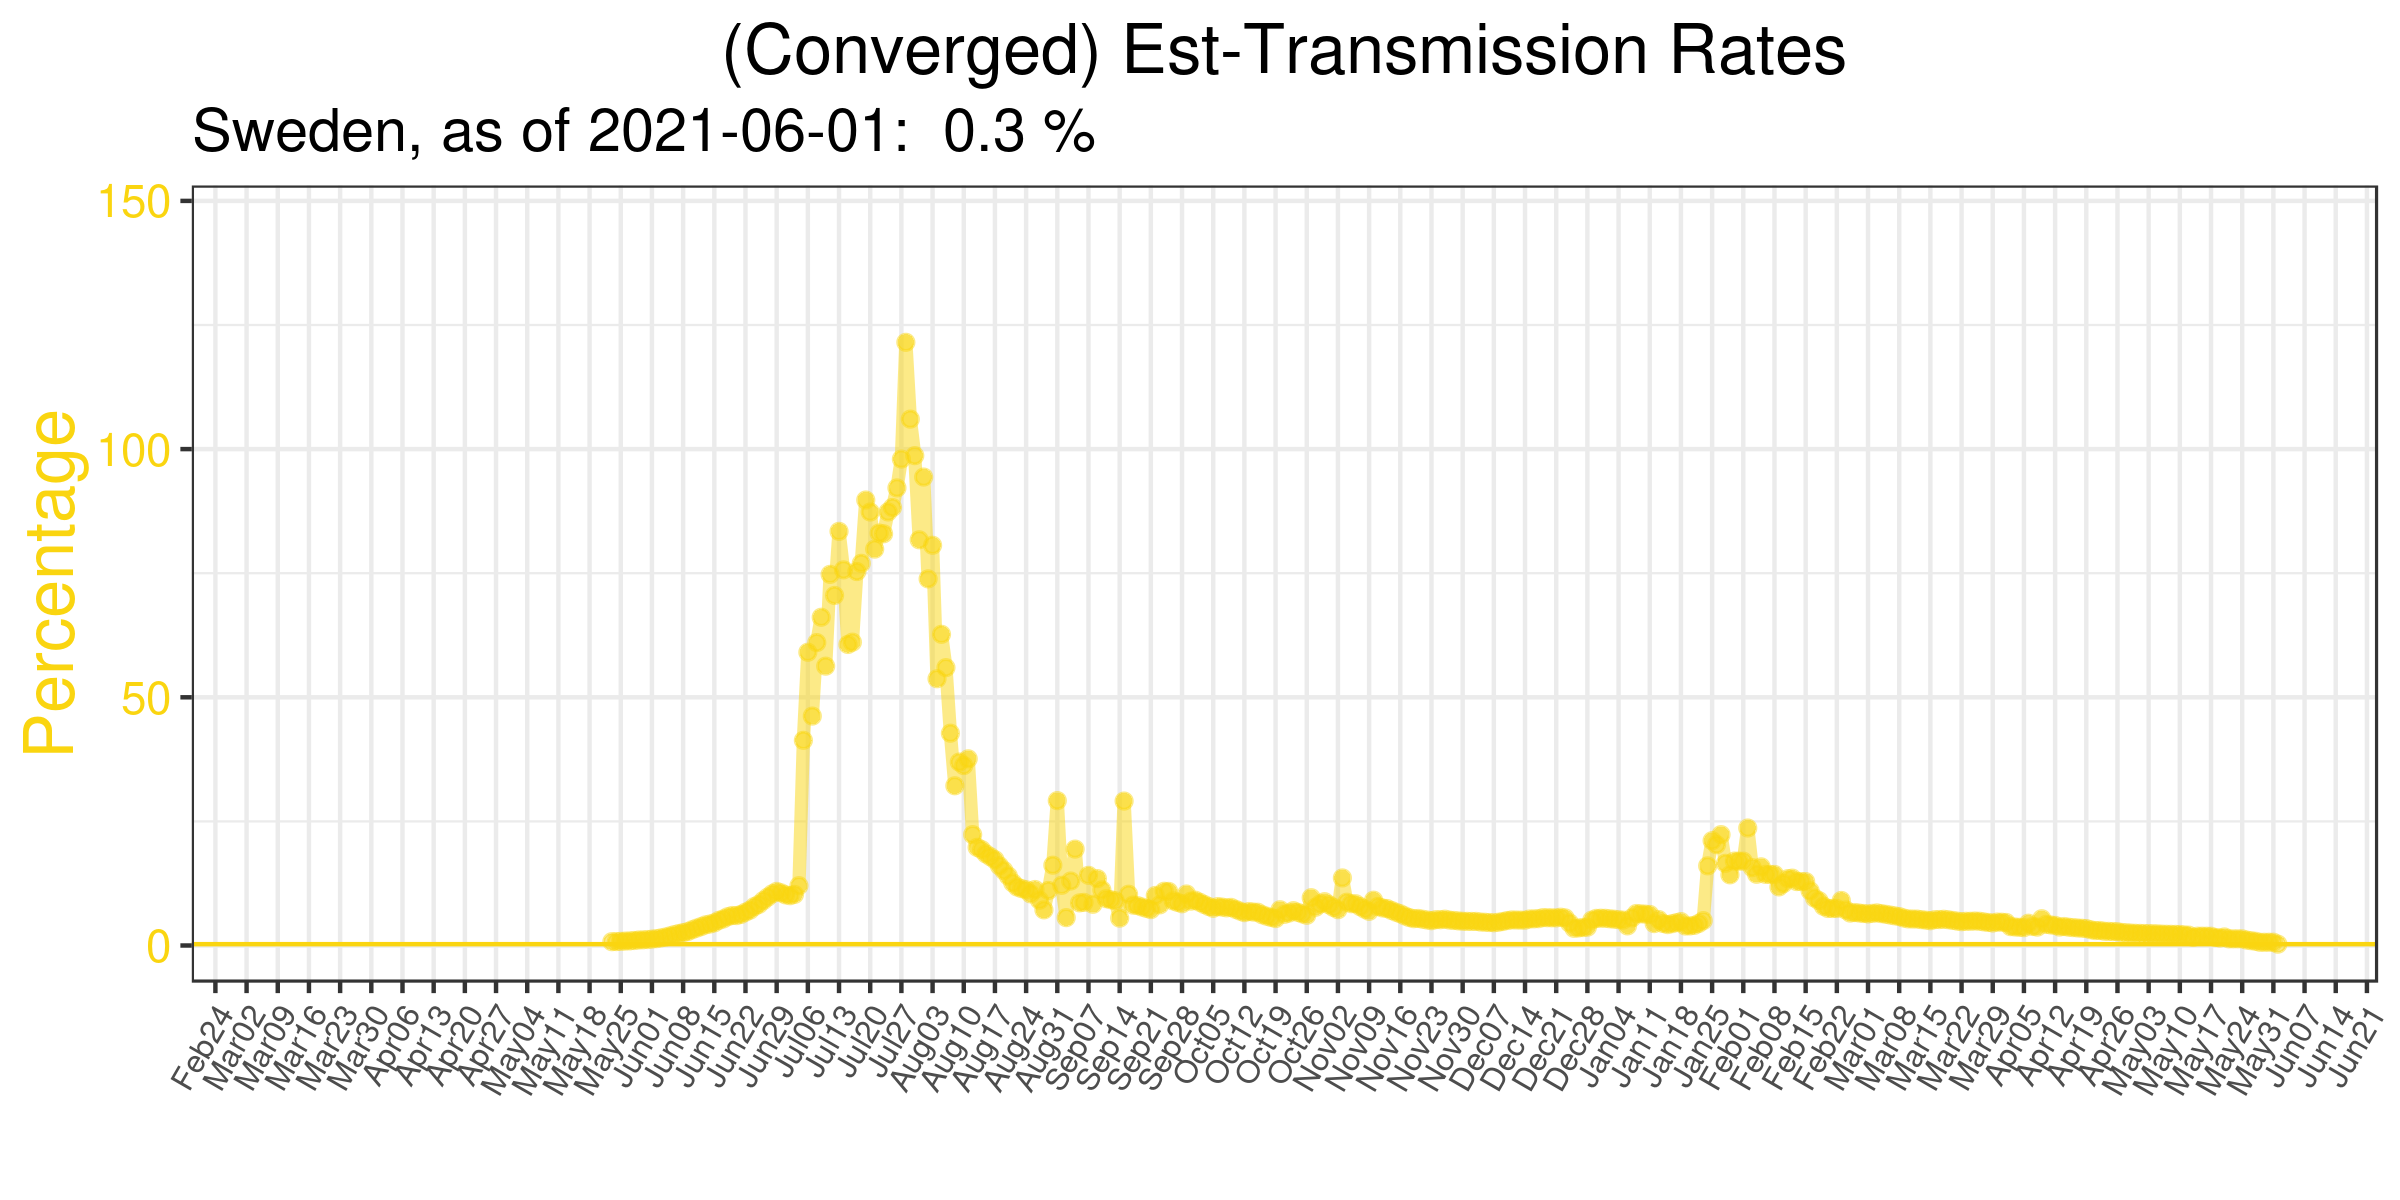 (Converged) Est-Transmission Rates
Sweden, as of 2021-06-01:  0.3 %
Percentage
150
100
50
0
Feb24
Mar02
Mar09
Mar16
Mar23
Mar30
Apr06
Apr13
Apr20
Apr27
May04
May11
May18
May25
Jun01
Jun08
Jun15
Jun22
Jun29
Jul06
Jul13
Jul20
Jul27
Aug03
Aug10
Aug17
Aug24
Aug31
Sep07
Sep14
Sep21
Sep28
Oct05
Oct12
Oct19
Oct26
Nov02
Nov09
Nov16
Nov23
Nov30
Dec07
Dec14
Dec21
Dec28
Jan04
Jan11
Jan18
Jan25
Feb01
Feb08
Feb15
Feb22
Mar01
Mar08
Mar15
Mar22
Mar29
Apr05
Apr12
Apr19
Apr26
May03
May10
May17
May24
May31
Jun07
Jun14
Jun21